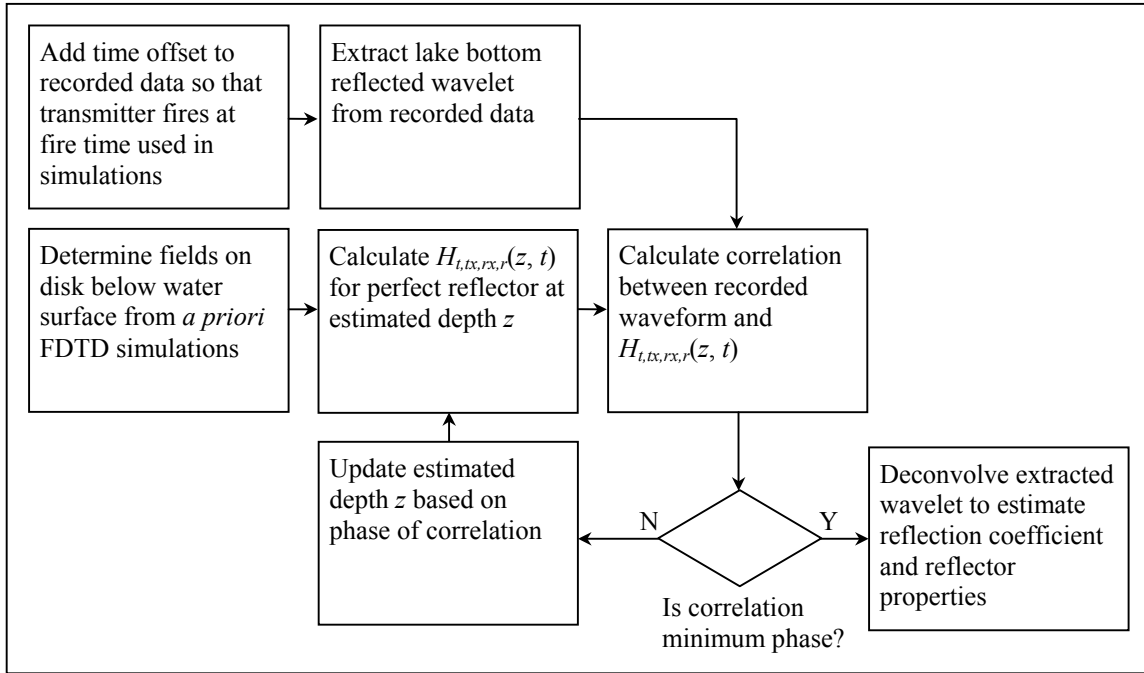 Add time offset to
recorded data so that
transmitter fires at
fire time used in
simulations
Extract lake bottom
reflected wavelet
from recorded data
Determine fields on
disk below water
surface from a priori
FDTD simulations
Calculate H_{t,tx,rx,r}(z, t)
for perfect reflector at
estimated depth z
Calculate correlation
between recorded
waveform and
H_{t,tx,rx,r}(z, t)
Update estimated
depth z based on
phase of correlation
N
Y
Is correlation
minimum phase?
Deconvolve extracted
wavelet to estimate
reflection coefficient
and reflector
properties